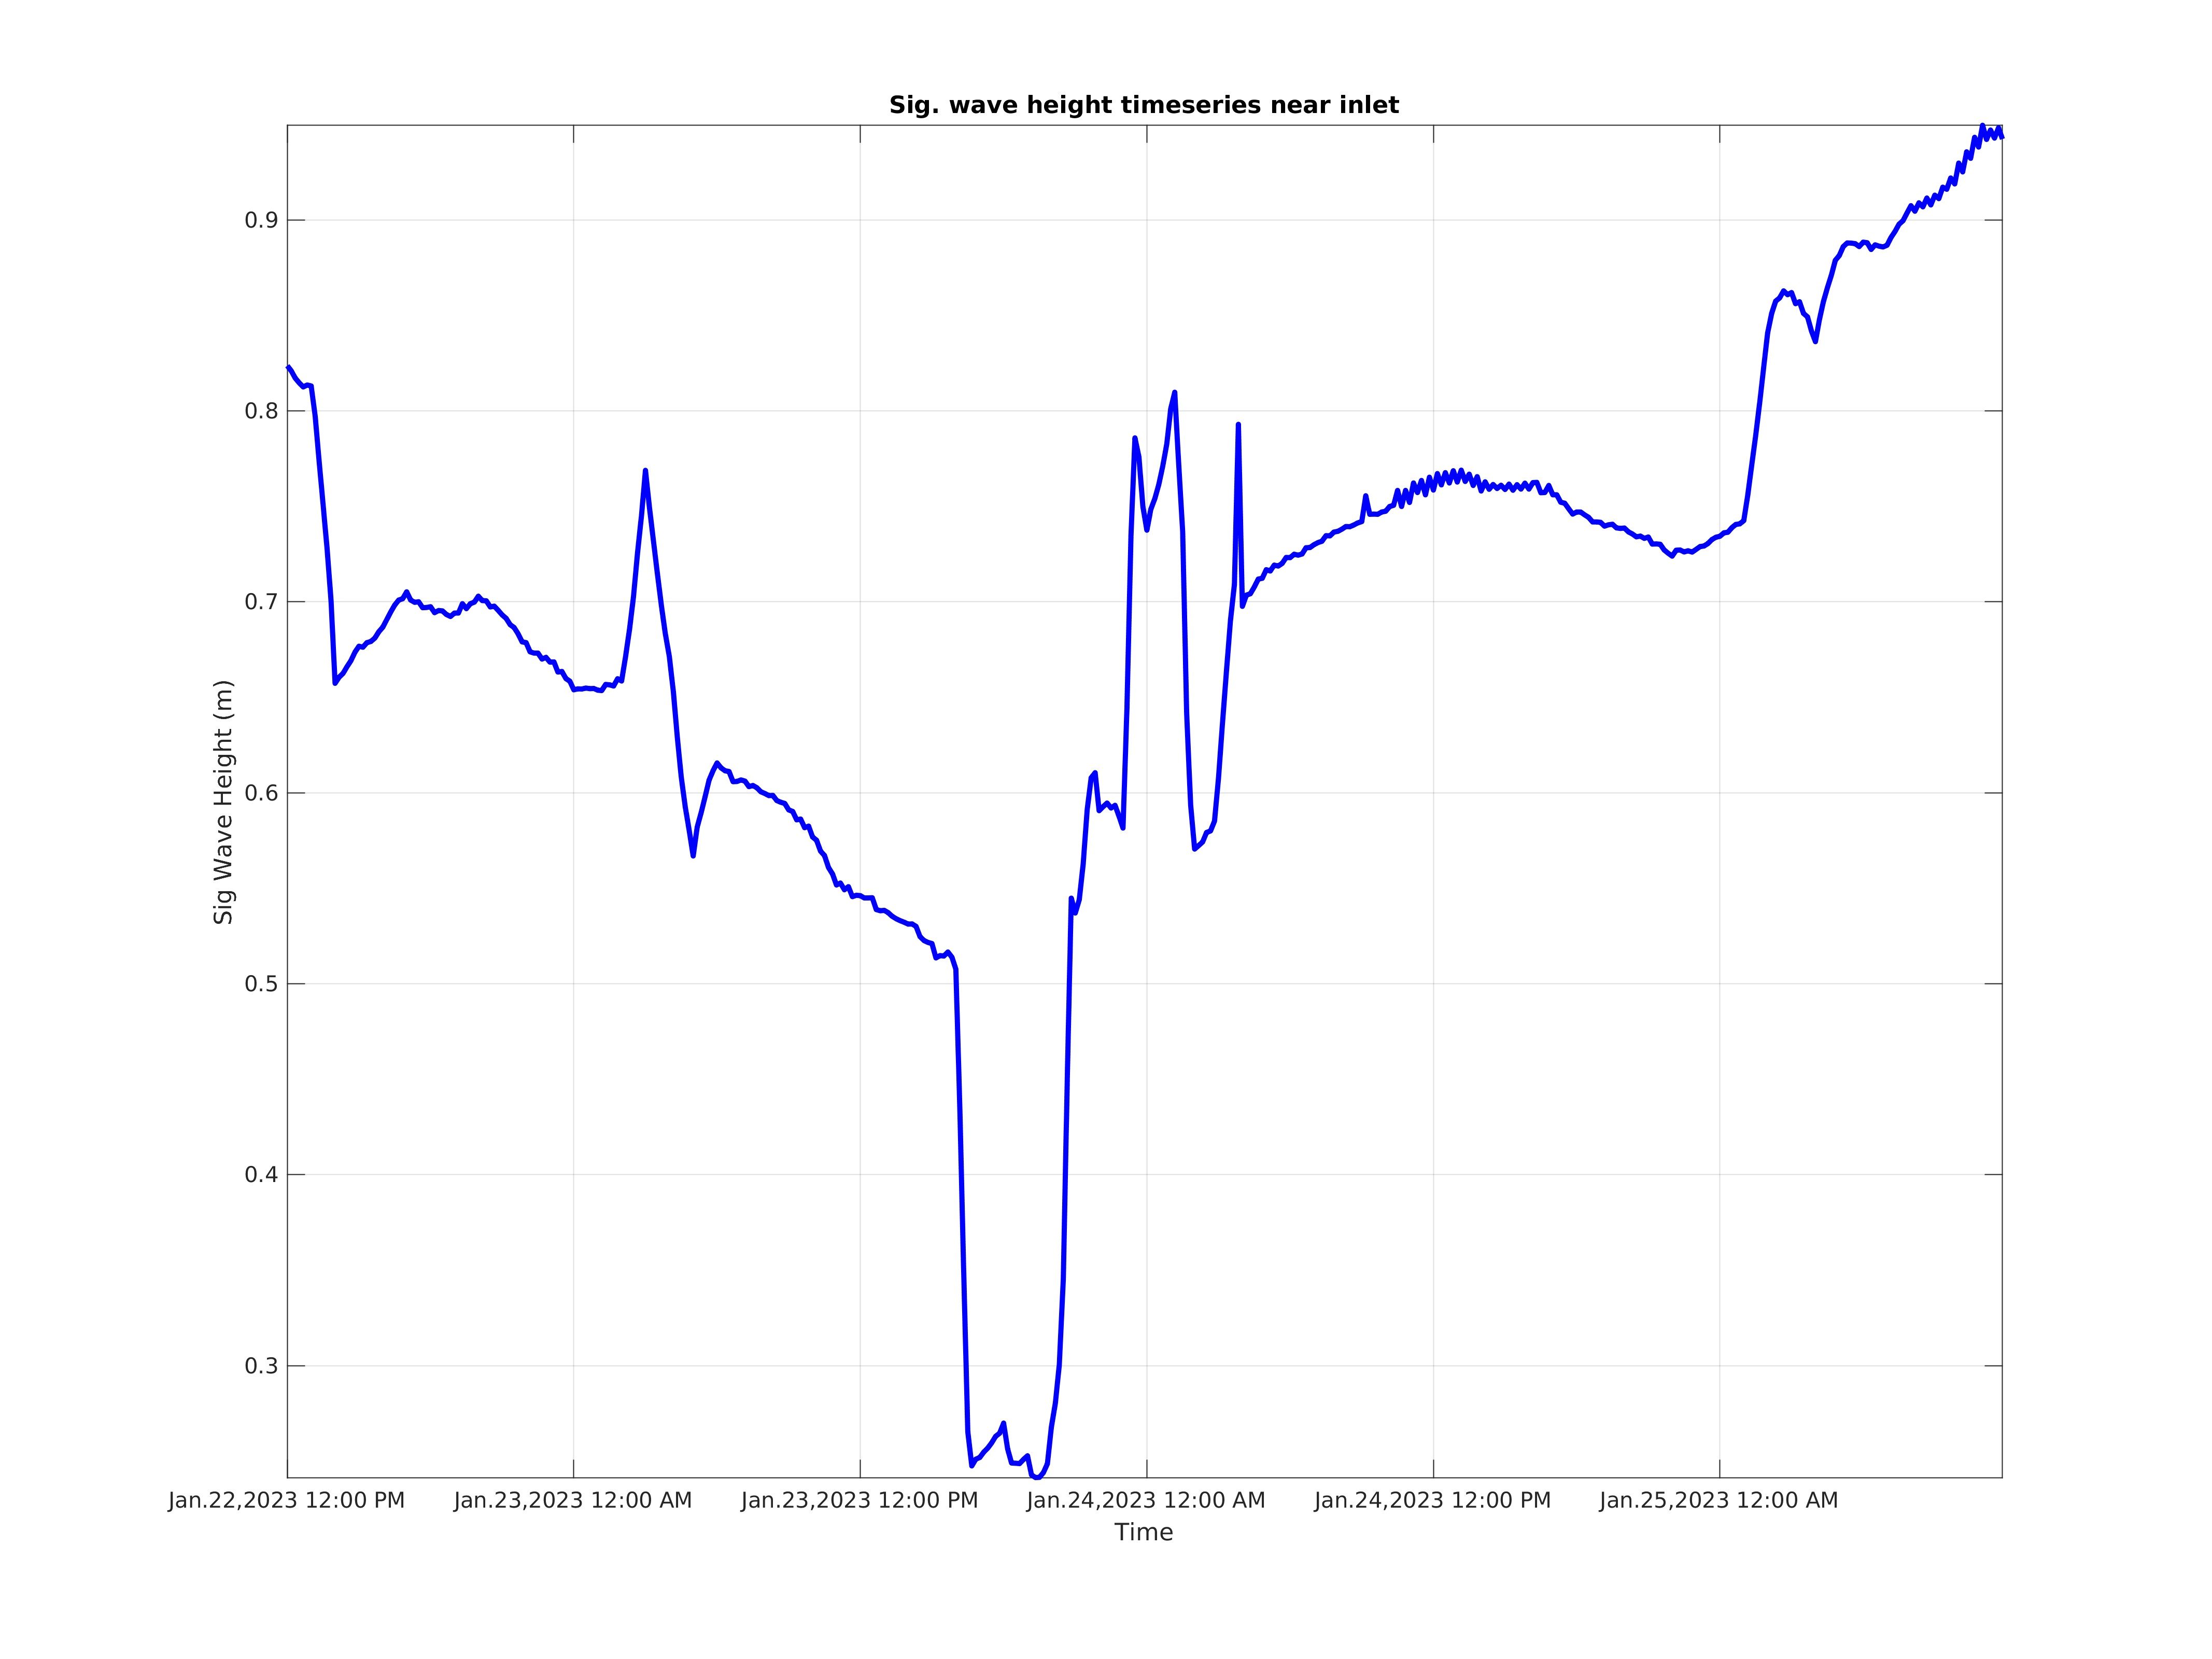 Sig. wave height timeseries near inlet
0.9
0.8
0.7
0.6
0.5
0.4
0.3
Sig Wave Height (m)
Jan.22,2023 12:00 PM
Jan.23,2023 12:00 AM
Jan.23,2023 12:00 PM
Jan.24,2023 12:00 AM
Jan.24,2023 12:00 PM
Jan.25,2023 12:00 AM
Time